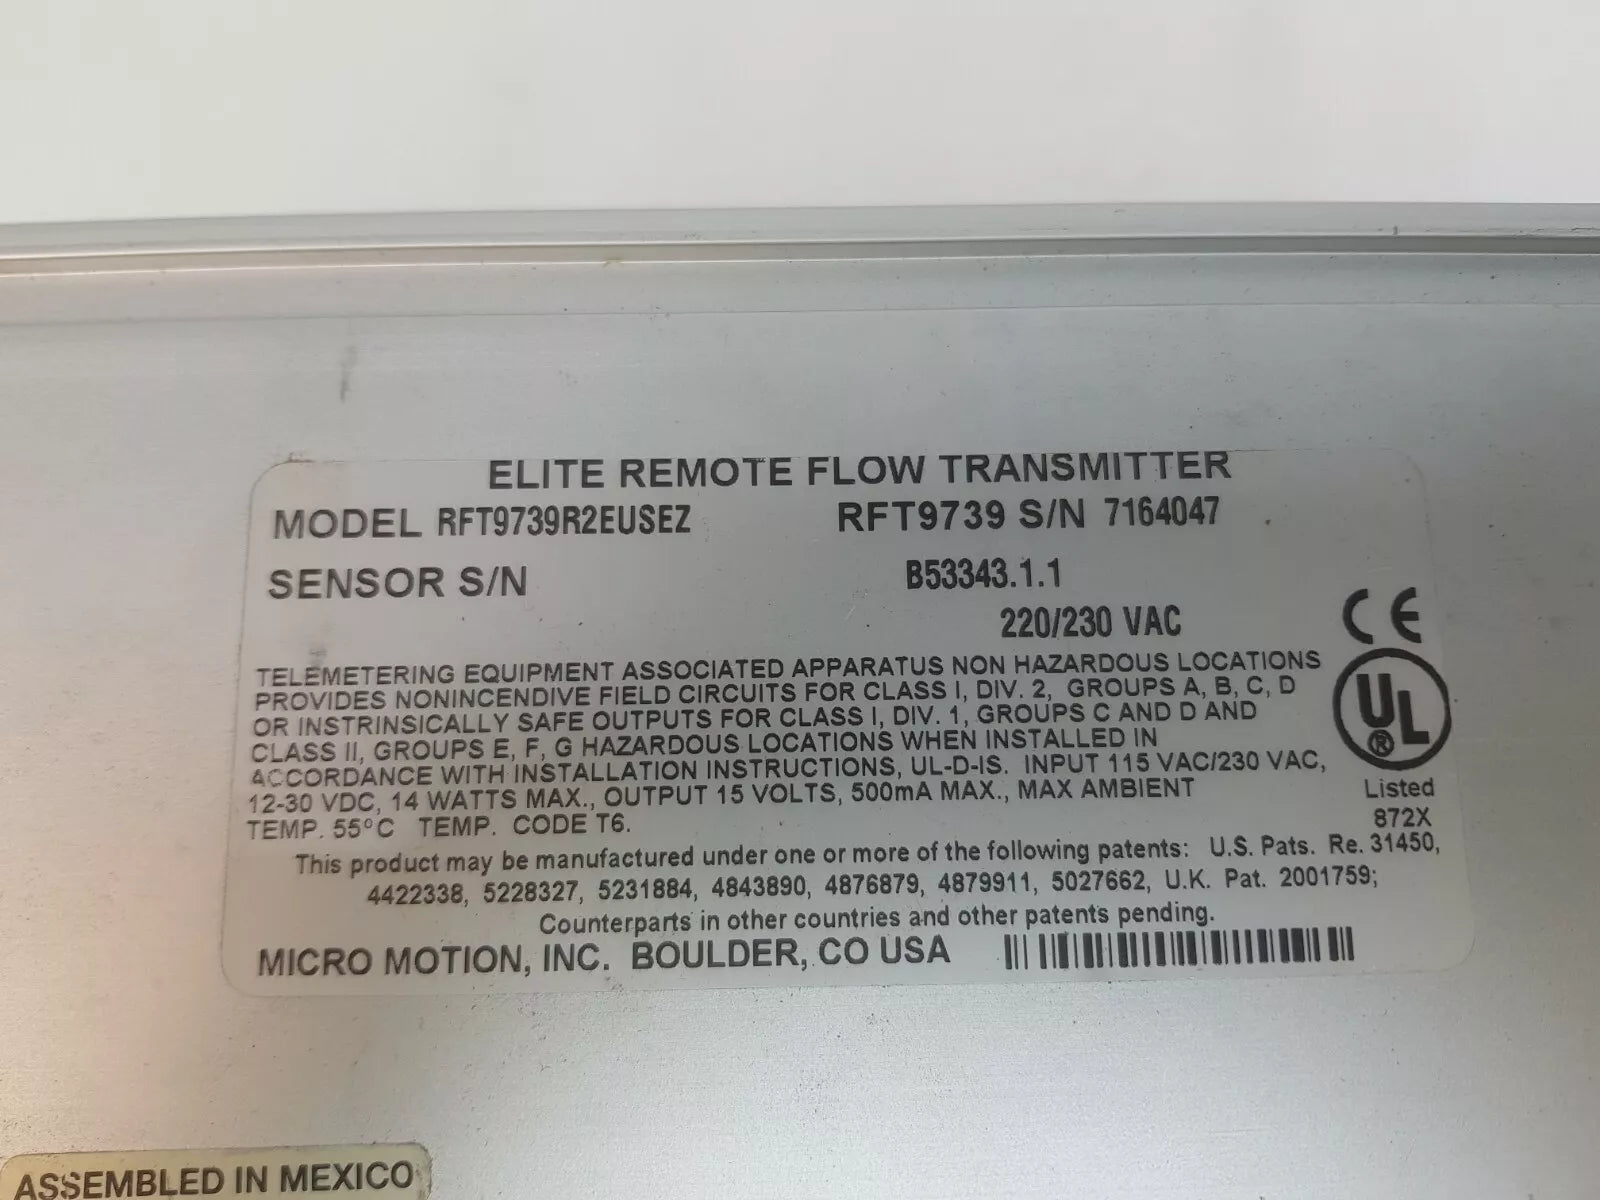 ELITE REMOTE FLOW TRANSMITTER
MODEL RFT9739R2EUSEZ RFT9739 S/N 7164047
SENSOR S/N B53343.1.1
220/230 VAC
CE
TELEMETERING EQUIPMENT ASSOCIATED APPARATUS NON HAZARDOUS LOCATIONS
PROVIDES NONINCENDIVE FIELD CIRCUITS FOR CLASS I, DIV. 2, GROUPS A, B, C, D
OR INSTRINSICALLY SAFE OUTPUTS FOR CLASS I, DIV. 1, GROUPS C AND D AND
CLASS II, GROUPS E, F, G HAZARDOUS LOCATIONS WHEN INSTALLED IN
ACCORDANCE WITH INSTALLATION INSTRUCTIONS, UL-D-IS. INPUT 115 VAC/230 VAC,
12-30 VDC, 14 WATTS MAX., OUTPUT 15 VOLTS, 500mA MAX., MAX AMBIENT
TEMP. 55°C TEMP. CODE T6.
UL ®
Listed
872X
This product may be manufactured under one or more of the following patents: U.S. Pats. Re. 31450,
4422338, 5228327, 5231884, 4843890, 4876879, 4879911, 5027662, U.K. Pat. 2001759;
Counterparts in other countries and other patents pending.
MICRO MOTION, INC. BOULDER, CO USA
ASSEMBLED IN MEXICO